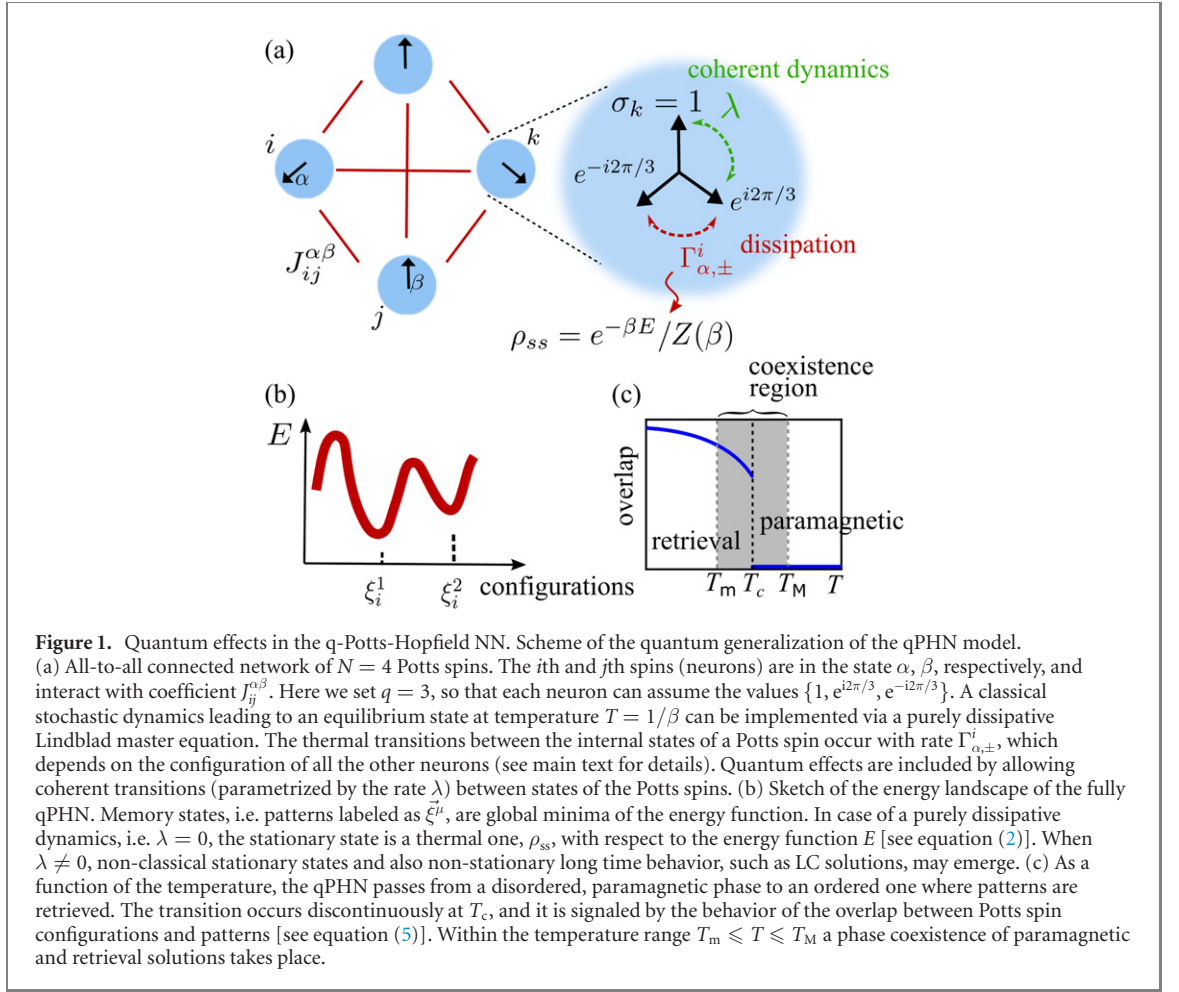 (a)
coherent dynamics
σ_k = 1 λ
i
k
α
e^{-i2π/3}
e^{i2π/3}
J_{ij}^{αβ}
β
j
Γ^i_{α,±} dissipation
ρ_{ss} = e^{-βE}/Z(β)
(b)
E
ξ_i^1
ξ_i^2
configurations
(c)
coexistence
region
overlap
retrieval
paramagnetic
T_m T_c T_M T
Figure 1. Quantum effects in the q-Potts-Hopfield NN. Scheme of the quantum generalization of the qPHN model.
(a) All-to-all connected network of N = 4 Potts spins. The ith and jth spins (neurons) are in the state α, β, respectively, and
interact with coefficient J_{ij}^{αβ}. Here we set q = 3, so that each neuron can assume the values {1, e^{i2π/3}, e^{-i2π/3}}. A classical
stochastic dynamics leading to an equilibrium state at temperature T = 1/β can be implemented via a purely dissipative
Lindblad master equation. The thermal transitions between the internal states of a Potts spin occur with rate Γ^i_{α,±}, which
depends on the configuration of all the other neurons (see main text for details). Quantum effects are included by allowing
coherent transitions (parametrized by the rate λ) between states of the Potts spins. (b) Sketch of the energy landscape of the fully
qPHN. Memory states, i.e. patterns labeled as ξ⃗^μ, are global minima of the energy function. In case of a purely dissipative
dynamics, i.e. λ = 0, the stationary state is a thermal one, ρ_{ss}, with respect to the energy function E [see equation (2)]. When
λ ≠ 0, non-classical stationary states and also non-stationary long time behavior, such as LC solutions, may emerge. (c) As a
function of the temperature, the qPHN passes from a disordered, paramagnetic phase to an ordered one where patterns are
retrieved. The transition occurs discontinuously at T_c, and it is signaled by the behavior of the overlap between Potts spin
configurations and patterns [see equation (5)]. Within the temperature range T_m ⩽ T ⩽ T_M a phase coexistence of paramagnetic
and retrieval solutions takes place.